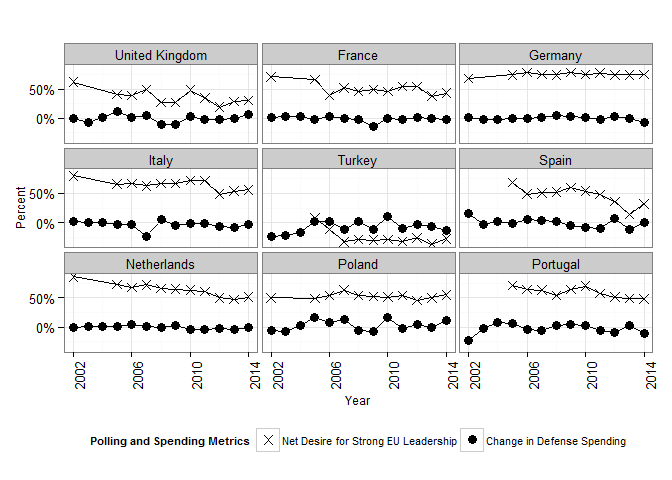 United Kingdom France Germany
50%
0%
Italy Turkey Spain
50%
0%
Percent
Netherlands Poland Portugal
50%
0%
2002 2006 2010 2014 2002 2006 2010 2014 2002 2006 2010 2014
Year
Polling and Spending Metrics Net Desire for Strong EU Leadership Change in Defense Spending